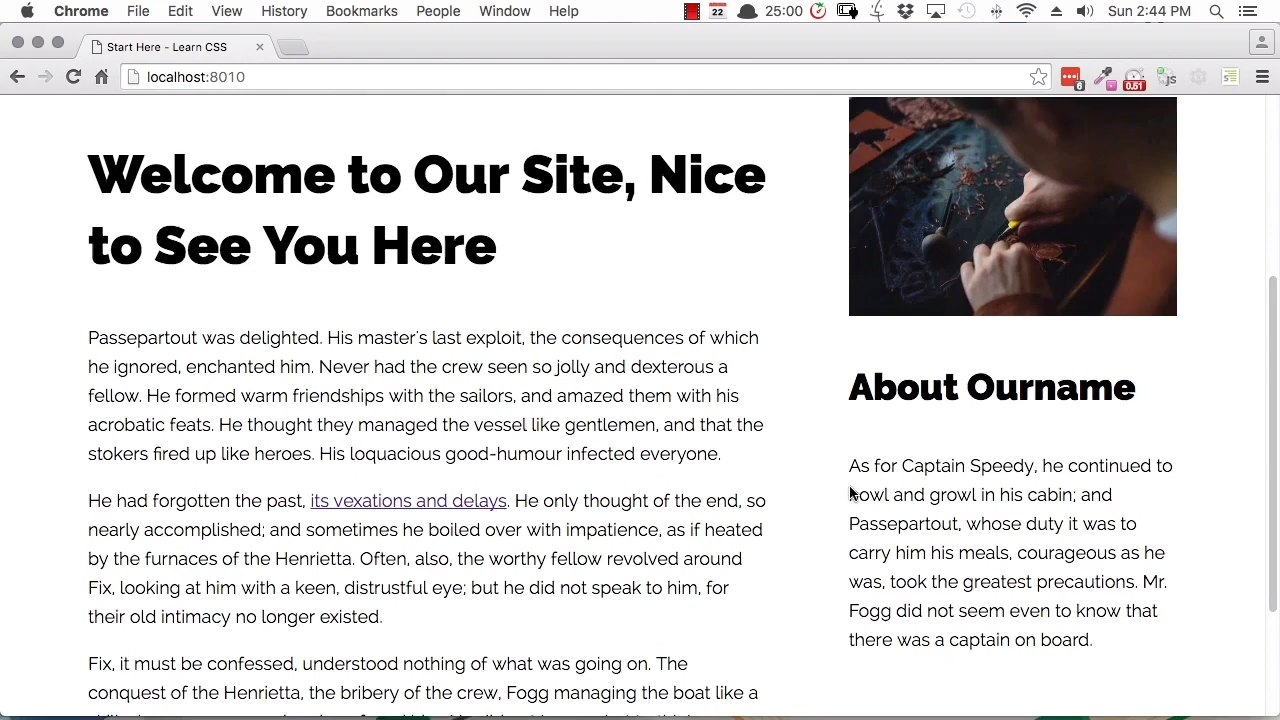 Chrome File Edit View History Bookmarks People Window Help 22 25:00 Sun 2:44 PM
Start Here - Learn CSS
localhost:8010
6 0.51 JS
Welcome to Our Site, Nice
to See You Here
Passepartout was delighted. His master's last exploit, the consequences of which
he ignored, enchanted him. Never had the crew seen so jolly and dexterous a
fellow. He formed warm friendships with the sailors, and amazed them with his
acrobatic feats. He thought they managed the vessel like gentlemen, and that the
stokers fired up like heroes. His loquacious good-humour infected everyone.
He had forgotten the past, its vexations and delays. He only thought of the end, so
nearly accomplished; and sometimes he boiled over with impatience, as if heated
by the furnaces of the Henrietta. Often, also, the worthy fellow revolved around
Fix, looking at him with a keen, distrustful eye; but he did not speak to him, for
their old intimacy no longer existed.
Fix, it must be confessed, understood nothing of what was going on. The
conquest of the Henrietta, the bribery of the crew, Fogg managing the boat like a
About Ourname
As for Captain Speedy, he continued to
howl and growl in his cabin; and
Passepartout, whose duty it was to
carry him his meals, courageous as he
was, took the greatest precautions. Mr.
Fogg did not seem even to know that
there was a captain on board.